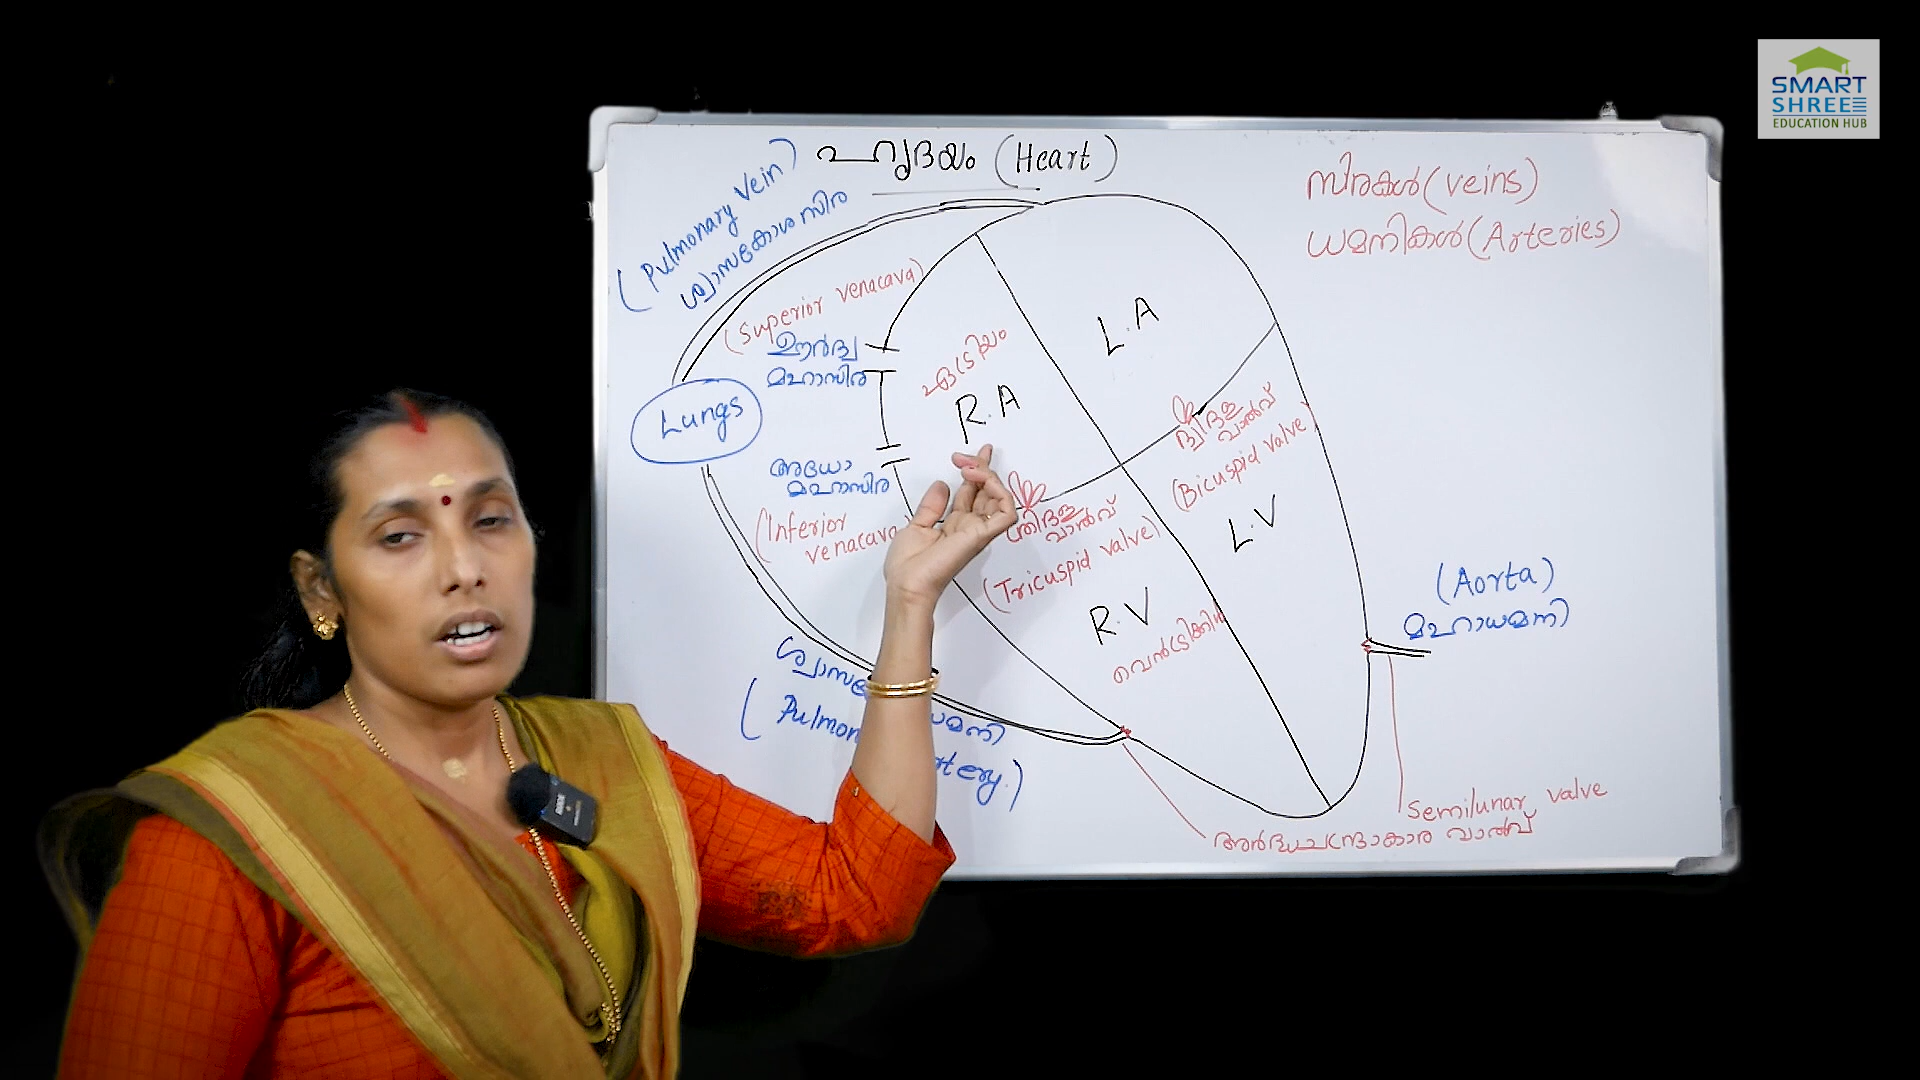 SMART
SHREE
EDUCATION HUB
ഹൃദയം (Heart)
(Pulmonary Vein)
ശ്വാസകോശ സിര
സിരകൾ (veins)
ധമനികൾ (Arteries)
(Superior venacava)
ഊർദ്ധ്വ
മഹാസിര
ഏട്രിയം
R.A
L.A
Lungs
അധോ
മഹാസിര
(Inferior
venacava)
ത്രിദള
വാൽവ്
(Tricuspid valve)
ദ്വിദള
വാൽവ്
(Bicuspid valve)
L.V
R.V
വെൻട്രിക്കിൾ
(Aorta)
മഹാധമനി
Semilunar valve
അർദ്ധചന്ദ്രാകാര വാൽവ്